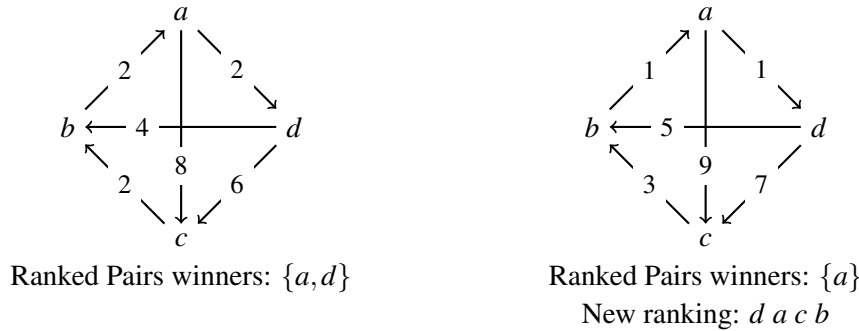 a
a
2
2
1
1
b
4
d
b
5
d
8
9
2
6
3
7
c
c
Ranked Pairs winners: {a,d}
Ranked Pairs winners: {a}
New ranking: d a c b